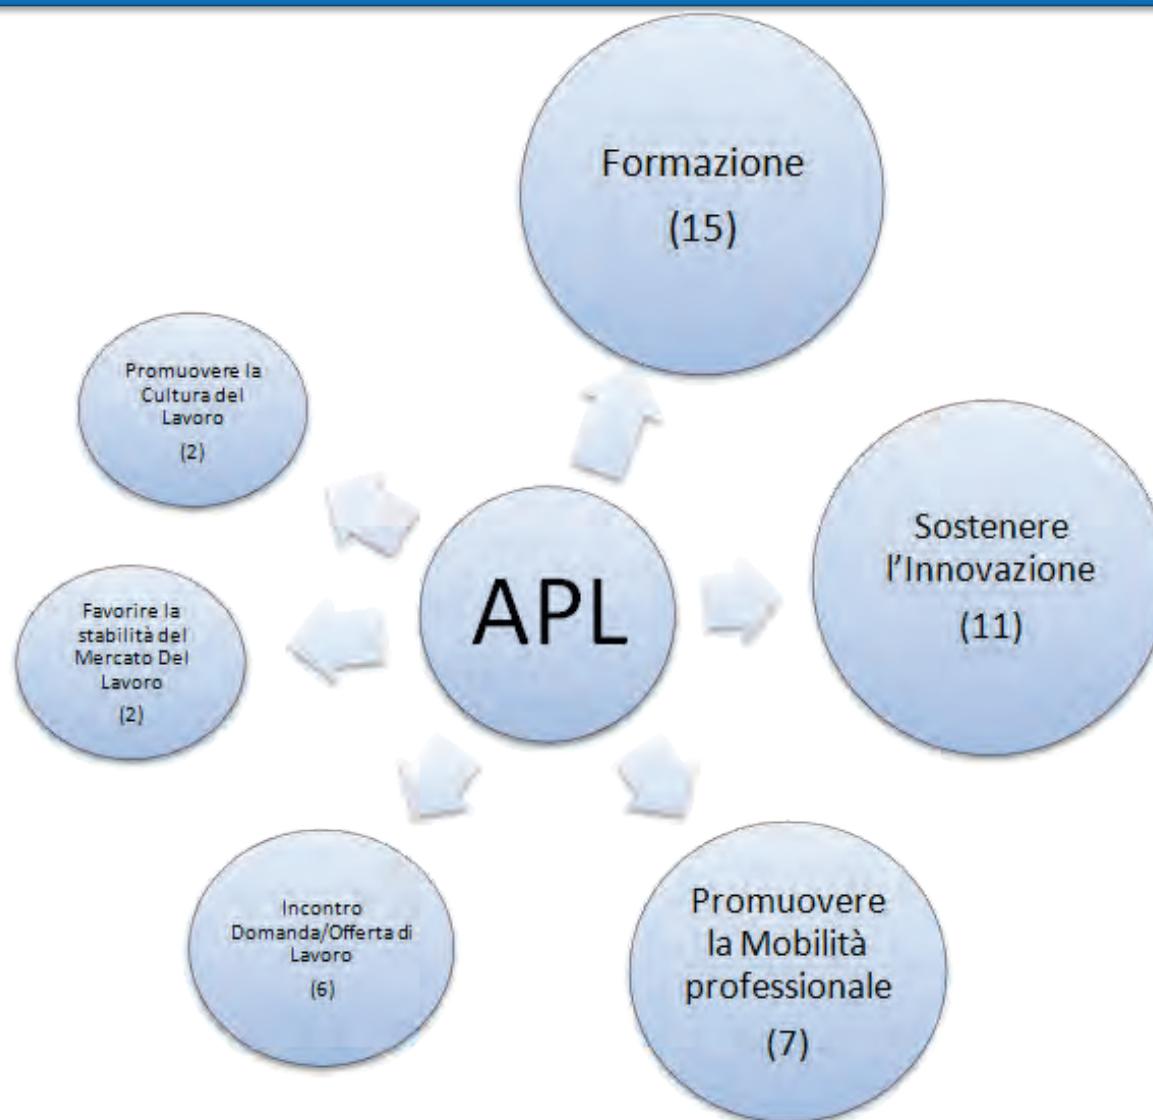 Formazione
(15)
Promuovere la
Cultura del
Lavoro
(2)
Sostenere
l'Innovazione
(11)
APL
Favorire la
stabilità del
Mercato Del
Lavoro
(2)
Promuovere
la Mobilità
professionale
(7)
Incontro
Domanda/Offerta di
Lavoro
(6)